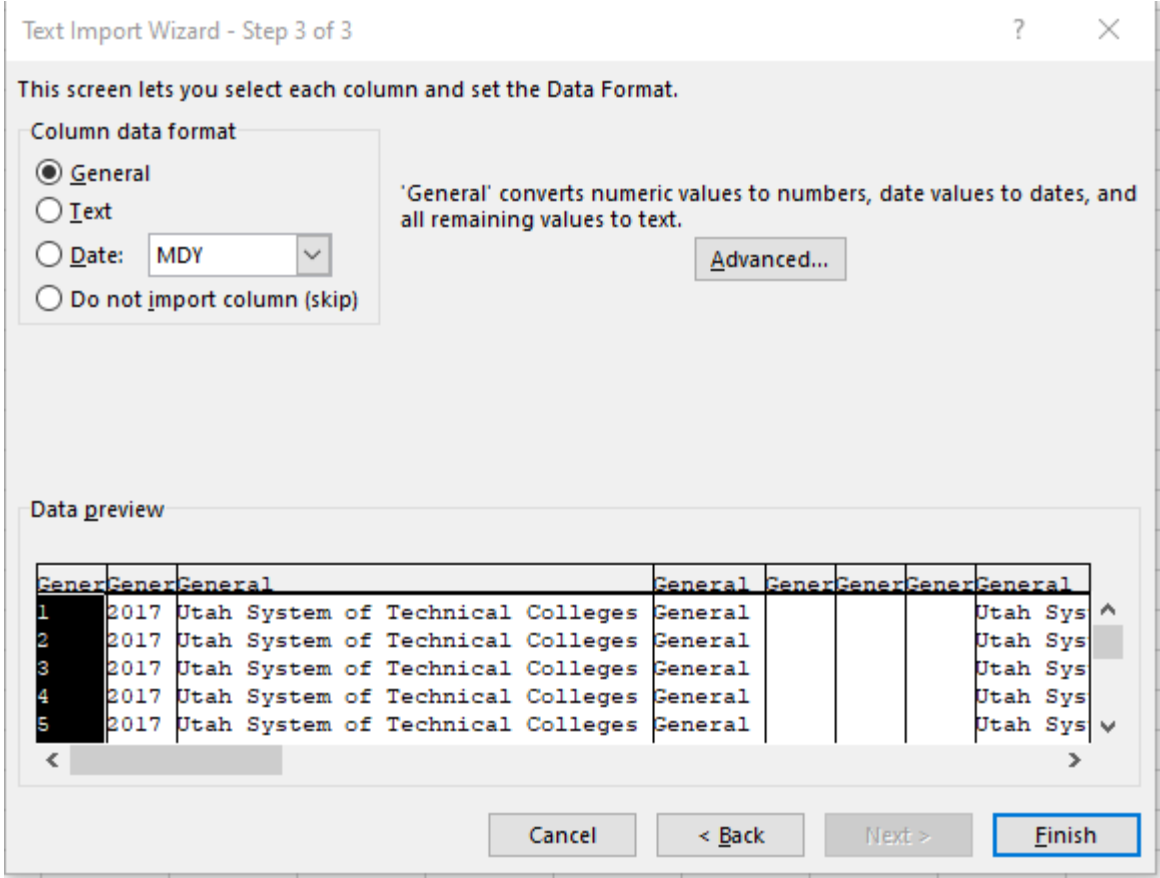 Text Import Wizard - Step 3 of 3
?
This screen lets you select each column and set the Data Format.
Column data format
General
Text
Date: MDY
Do not import column (skip)
'General' converts numeric values to numbers, date values to dates, and
all remaining values to text.
Advanced...
Data preview
Gener Gener General General Gener Gener Gener General
1 2017 Utah System of Technical Colleges General Utah Sys
2 2017 Utah System of Technical Colleges General Utah Sys
3 2017 Utah System of Technical Colleges General Utah Sys
4 2017 Utah System of Technical Colleges General Utah Sys
5 2017 Utah System of Technical Colleges General Utah Sys
Cancel < Back Next > Finish